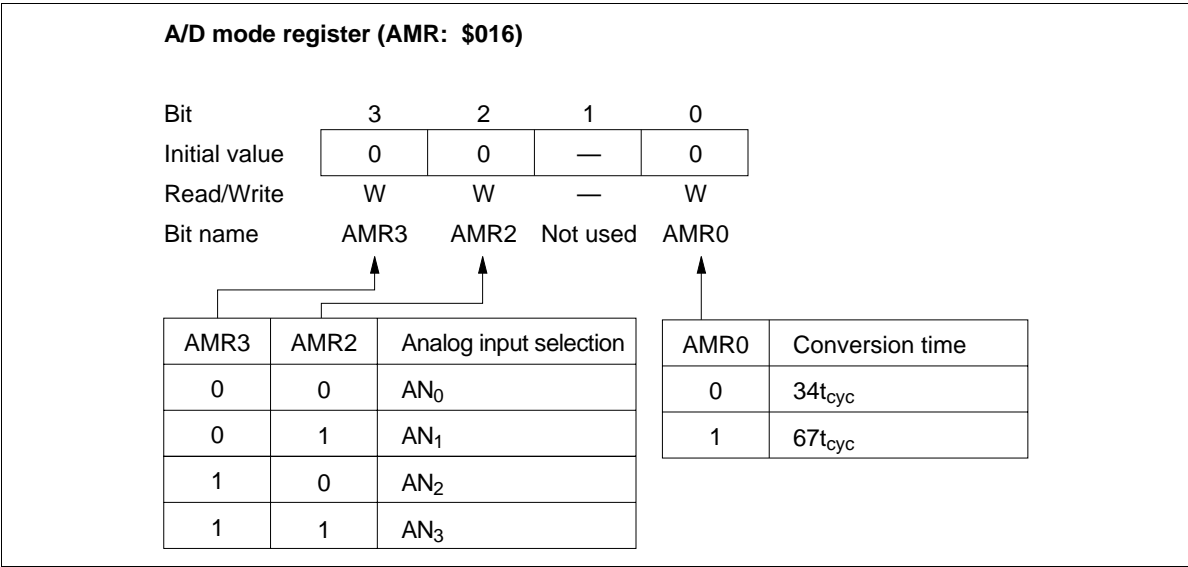 A/D mode register (AMR: $016)
Bit 3 2 1 0
Initial value 0 0 — 0
Read/Write W W — W
Bit name AMR3 AMR2 Not used AMR0
AMR3 AMR2 Analog input selection
0 0 AN0
0 1 AN1
1 0 AN2
1 1 AN3
AMR0 Conversion time
0 34tcyc
1 67tcyc